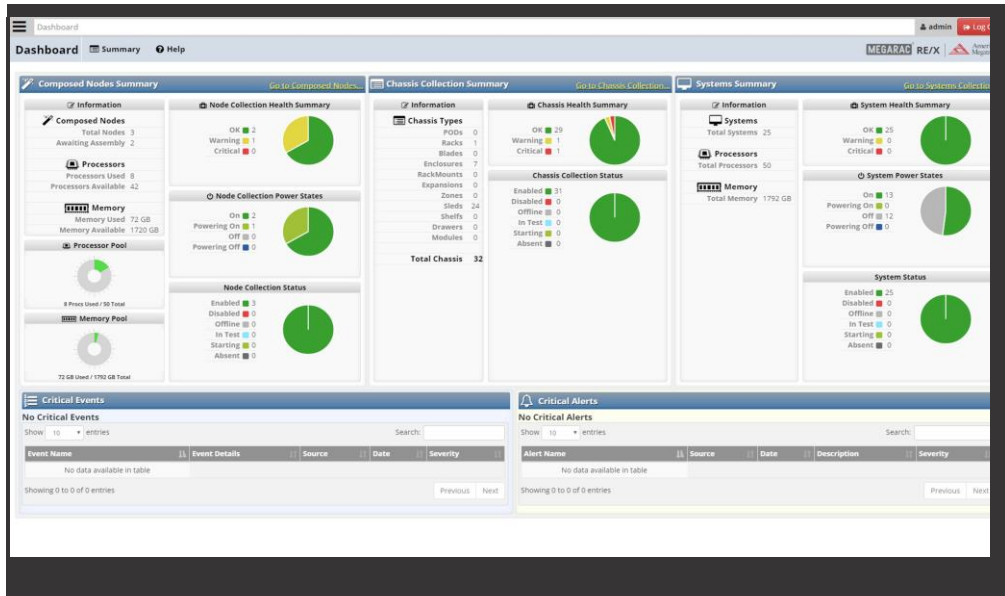 Dashboard
admin
Log
Dashboard Summary Help
MEGARAC RE/X
Composed Nodes Summary Go to Composed Nodes...
Information
Composed Nodes
Total Nodes 3
Awaiting Assembly 2
Processors
Processors Used 8
Processors Available 42
Memory
Memory Used 72 GB
Memory Available 1720 GB
Processor Pool
8 Procs Used / 50 Total
Memory Pool
72 GB Used / 1792 GB Total
Node Collection Health Summary
OK 2
Warning 1
Critical 0
Node Collection Power States
On 2
Powering On 1
Off 0
Powering Off 0
Node Collection Status
Enabled 3
Disabled 0
Offline 0
In Test 0
Starting 0
Absent 0
Chassis Collection Summary Go to Chassis Collection...
Information
Chassis Types
PODs 0
Racks 1
Blades 0
Enclosures 7
RackMounts 0
Expansions 0
Zones 0
Sleds 24
Shelfs 0
Drawers 0
Modules 0
Total Chassis 32
Chassis Health Summary
OK 29
Warning 1
Critical 1
Chassis Collection Status
Enabled 31
Disabled 0
Offline 0
In Test 0
Starting 0
Absent 0
Systems Summary Go to Systems Collectio
Information
Systems
Total Systems 25
Processors
Total Processors 50
Memory
Total Memory 1792 GB
System Health Summary
OK 25
Warning 0
Critical 0
System Power States
On 13
Powering On 0
Off 12
Powering Off 0
System Status
Enabled 25
Disabled 0
Offline 0
In Test 0
Starting 0
Absent 0
Critical Events
No Critical Events
Show 10 entries Search:
Event Name Event Details Source Date Severity
No data available in table
Showing 0 to 0 of 0 entries Previous Next
Critical Alerts
No Critical Alerts
Show 10 entries Search:
Alert Name Source Date Description Severity
No data available in table
Showing 0 to 0 of 0 entries Previous Next